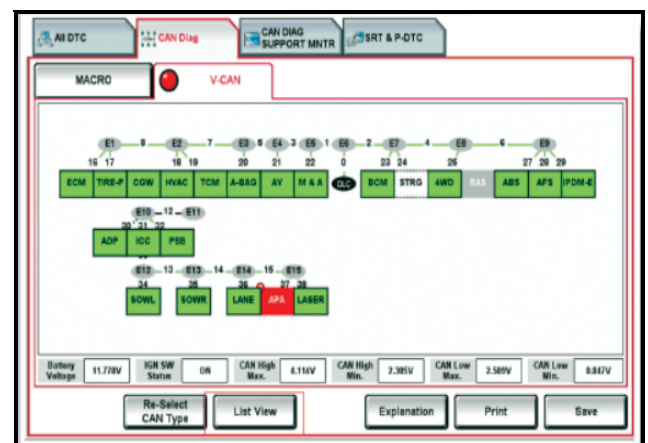 All DTC
CAN Diag
CAN DIAG
SUPPORT MNTR
SRT & P-DTC
MACRO
V-CAN
E1 8 E2 7 E3 5 E4 3 E5 1 E6 2 E7 4 E8 6 E9
16 17 18 19 20 21 22 0 23 24 25 27 28 29
ECM TIRE-P CGW HVAC TCM A-BAG AV M & A DLC BCM STRG 4WD RAS ABS AFS IPDM-E
E10 12 E11
30 31 32
ADP ICC PSB
E12 13 E13 14 E14 15 E15
34 35 36 37 38
SOWL SOWR LANE APA LASER
Battery
Voltage
11.778V
IGN SW
Status
ON
CAN High
Max.
4.114V
CAN High
Min.
2.305V
CAN Low
Max.
2.509V
CAN Low
Min.
0.847V
Re-Select
CAN Type
List View
Explanation
Print
Save